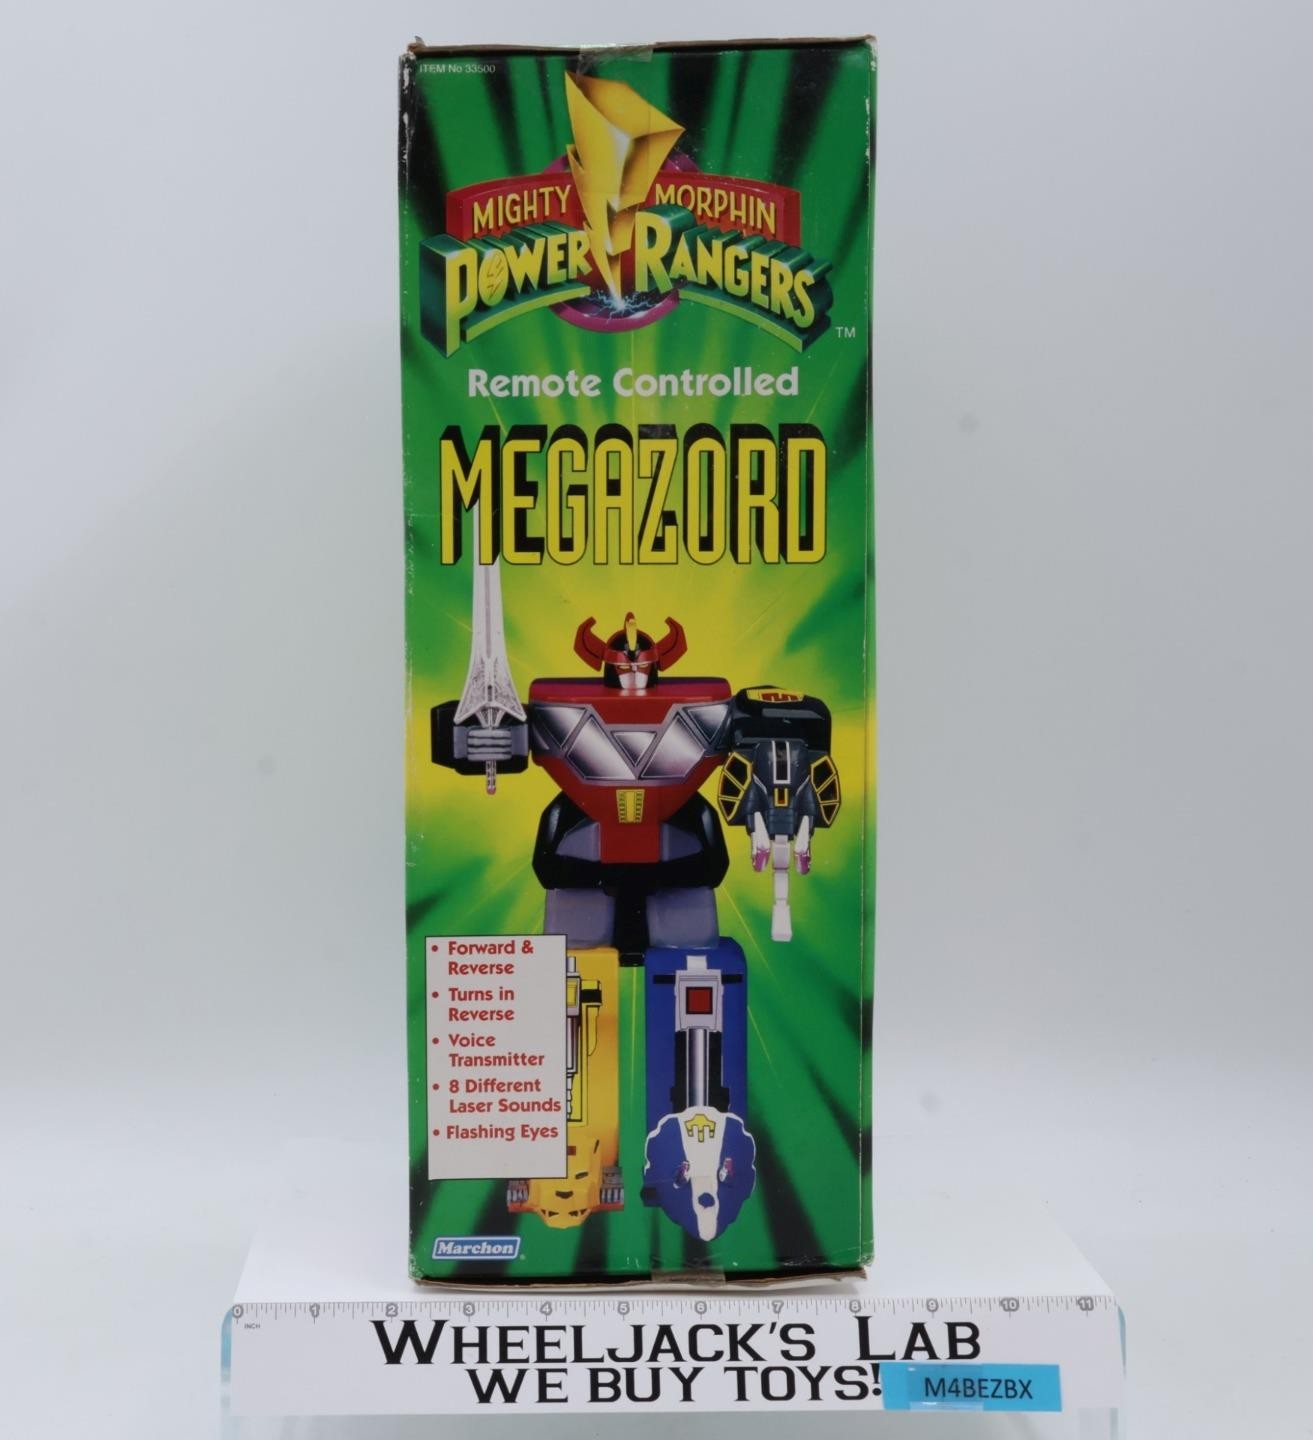 ITEM No 33500
MIGHTY MORPHIN
POWER RANGERS
TM
Remote Controlled
MEGAZORD
• Forward &
Reverse
• Turns in
Reverse
• Voice
Transmitter
• 8 Different
Laser Sounds
• Flashing Eyes
Marchon®
0 1 2 3 4 5 6 7 8 9 10 11
INCH
WHEELJACK'S LAB
WE BUY TOYS!
M4BEZBX